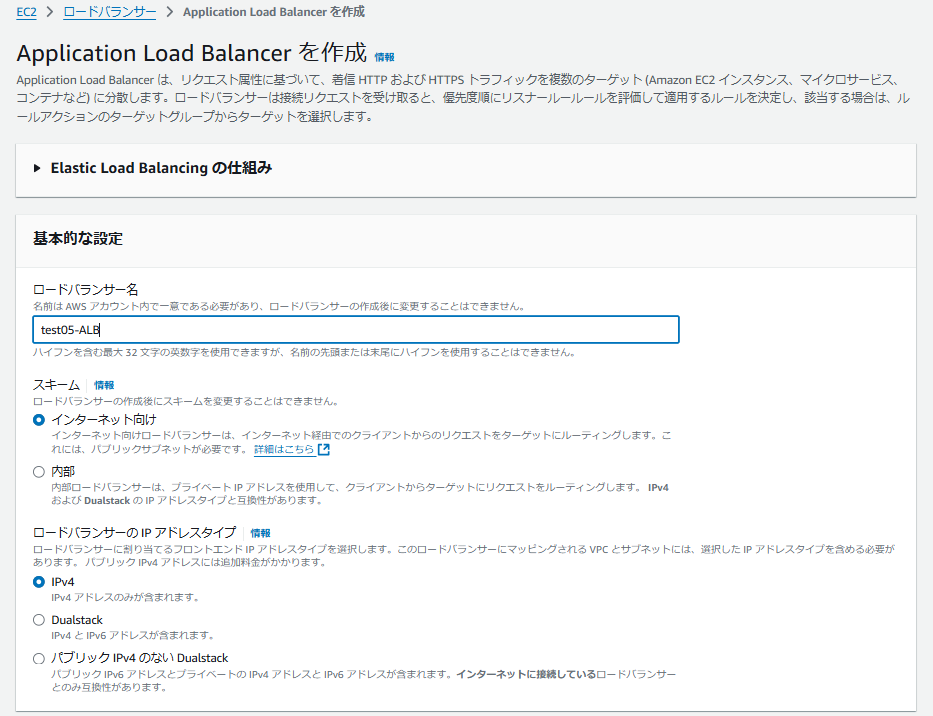 EC2 > ロードバランサー > Application Load Balancer を作成
Application Load Balancer を作成 情報
Application Load Balancer は、リクエスト属性に基づいて、着信 HTTP および HTTPS トラフィックを複数のターゲット (Amazon EC2 インスタンス、マイクロサービス、
コンテナなど) に分散します。ロードバランサーは接続リクエストを受け取ると、優先度順にリスナールールルールを評価して適用するルールを決定し、該当する場合は、ル
ールアクションのターゲットグループからターゲットを選択します。
Elastic Load Balancing の仕組み
基本的な設定
ロードバランサー名
名前は AWS アカウント内で一意である必要があり、ロードバランサーの作成後に変更することはできません。
test05-ALB
ハイフンを含む最大 32 文字の英数字を使用できますが、名前の先頭または末尾にハイフンを使用することはできません。
スキーム 情報
ロードバランサーの作成後にスキームを変更することはできません。
インターネット向け
インターネット向けロードバランサーは、インターネット経由でのクライアントからのリクエストをターゲットにルーティングします。こ
れには、パブリックサブネットが必要です。 詳細はこちら
内部
内部ロードバランサーは、プライベート IP アドレスを使用して、クライアントからターゲットにリクエストをルーティングします。 IPv4
および Dualstack の IP アドレスタイプと互換性があります。
ロードバランサーの IP アドレスタイプ 情報
ロードバランサーに割り当てるフロントエンド IP アドレスタイプを選択します。このロードバランサーにマッピングされる VPC とサブネットには、選択した IP アドレスタイプを含める必要が
あります。 パブリック IPv4 アドレスには追加料金がかかります。
IPv4
IPv4 アドレスのみが含まれます。
Dualstack
IPv4 と IPv6 アドレスが含まれます。
パブリック IPv4 のない Dualstack
パブリック IPv6 アドレスとプライベートの IPv4 アドレスと IPv6 アドレスが含まれます。インターネットに接続しているロードバランサー
とのみ互換性があります。